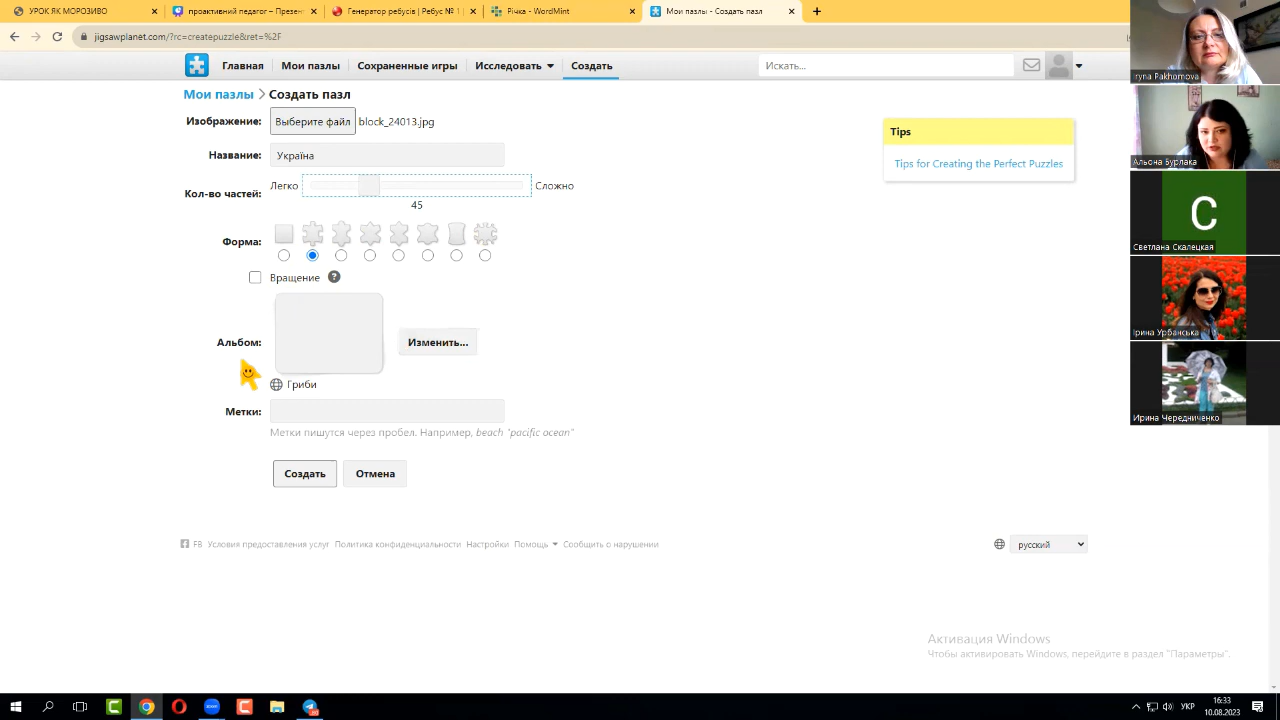 УРОК ЯК МОРОЗИВО
проактивний педагог – Презен
Генератор ребусів | Ребус № 1
Річка - WordMint
Мои пазлы - Создать пазл
jigsawplanet.com/?rc=createpuzzle&ret=%2F
Главная
Мои пазлы
Сохраненные игры
Исследовать
Создать
Искать...
Мои пазлы > Создать пазл
Изображение: Выберите файл block_24013.jpg
Название: Україна
Кол-во частей: Легко Сложно
45
Форма:
Вращение ?
Альбом: Изменить...
Гриби
Метки:
Метки пишутся через пробел. Например, beach "pacific ocean"
Создать Отмена
Tips
Tips for Creating the Perfect Puzzles
FB Условия предоставления услуг Политика конфиденциальности Настройки Помощь Сообщить о нарушении
русский
Активация Windows
Чтобы активировать Windows, перейдите в раздел "Параметры".
Iryna Pakhomova
Альона Бурлака
С
Светлана Скалецкая
Ірина Урбанська
Ирина Чередниченко
zoom
УКР
16:33
10.08.2023